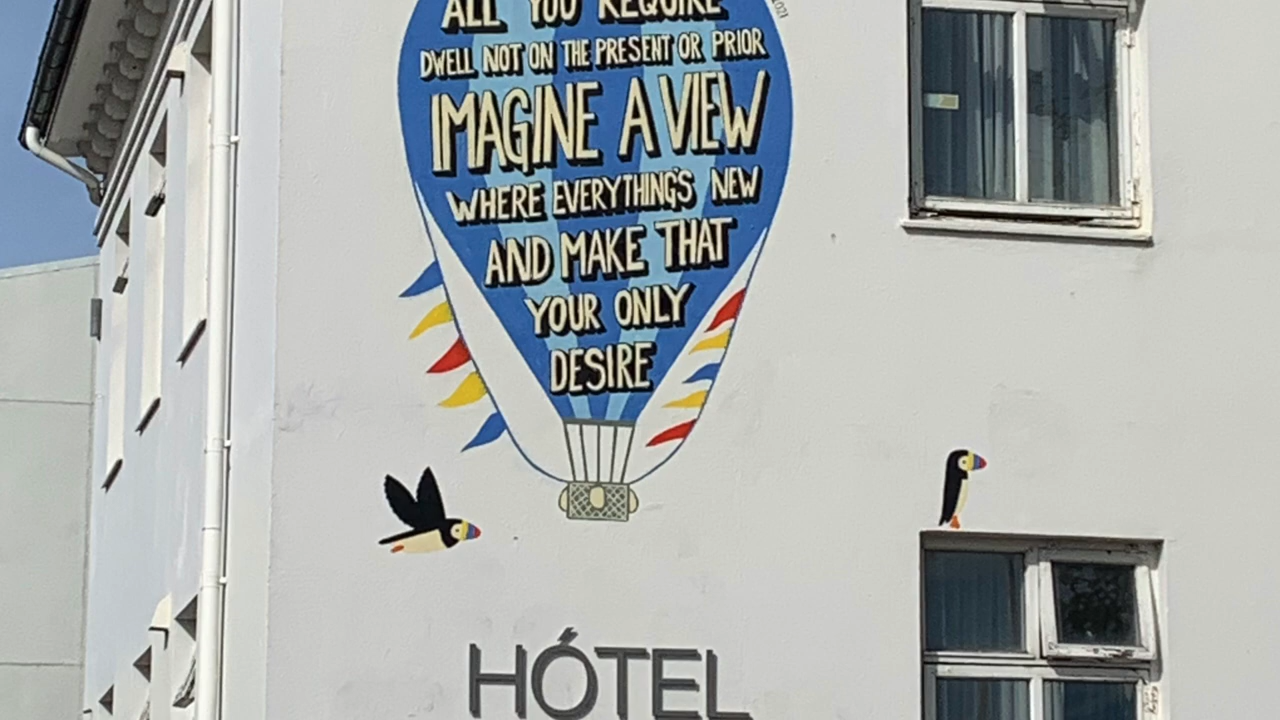 ALL YOU REQUIRE
DWELL NOT ON THE PRESENT OR PRIOR
IMAGINE A VIEW
WHERE EVERYTHING'S NEW
AND MAKE THAT
YOUR ONLY
DESIRE
HÓTEL